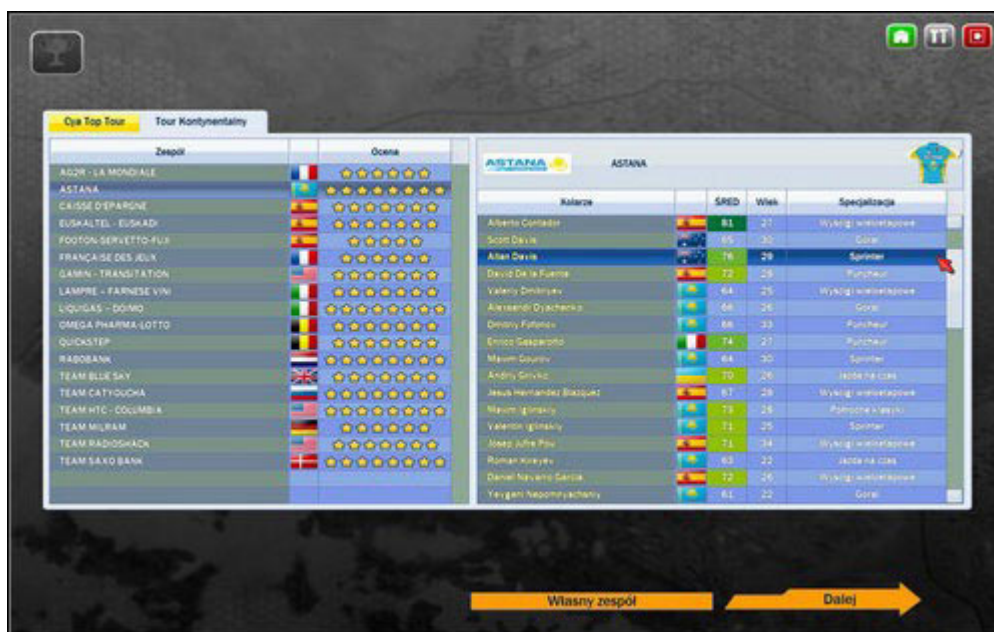 Cya Top Tour Tour Kontynentalny
Zespół Ocena
AG2R - LA MONDIALE
ASTANA
CAISSE D'EPARGNE
EUSKALTEL - EUSKADI
FOOTON-SERVETTO-FUJI
FRANÇAISE DES JEUX
GAMIN - TRANSITATION
LAMPRE - FARNESE VINI
LIQUIGAS - DOIMO
OMEGA PHARMA-LOTTO
QUICKSTEP
RABOBANK
TEAM BLUE SKY
TEAM CATYOUCHA
TEAM HTC - COLUMBIA
TEAM MILRAM
TEAM RADIOSHACK
TEAM SAXO BANK
ASTANA ASTANA
Kolarze ŚRED Wiek Specjalizacja
Alberto Contador 81 27 Wyścigi wieloetapowe
Scott Davis 65 30 Góral
Allan Davis 76 29 Sprinter
David De la Fuente 72 28 Puncheur
Valeriy Dmitriyev 64 25 Wyścigi wieloetapowe
Alexsandr Dyachenko 66 26 Góral
Dmitriy Fofonov 66 33 Puncheur
Enrico Gasparotto 74 27 Puncheur
Maxim Gourov 64 30 Sprinter
Andriy Grivko 70 26 Jazda na czas
Jesus Hernandez Blazquez 67 28 Wyścigi wieloetapowe
Maxim Iglinskiy 73 28 Północne klasyki
Valentin Iglinskiy 71 25 Sprinter
Josep Jufre Pou 71 34 Wyścigi wieloetapowe
Roman Kireyev 63 22 Jazda na czas
Daniel Navarro Garcia 72 26 Wyścigi wieloetapowe
Yevgeni Nepomnyachsniy 61 22 Góral
Własny zespół Dalej